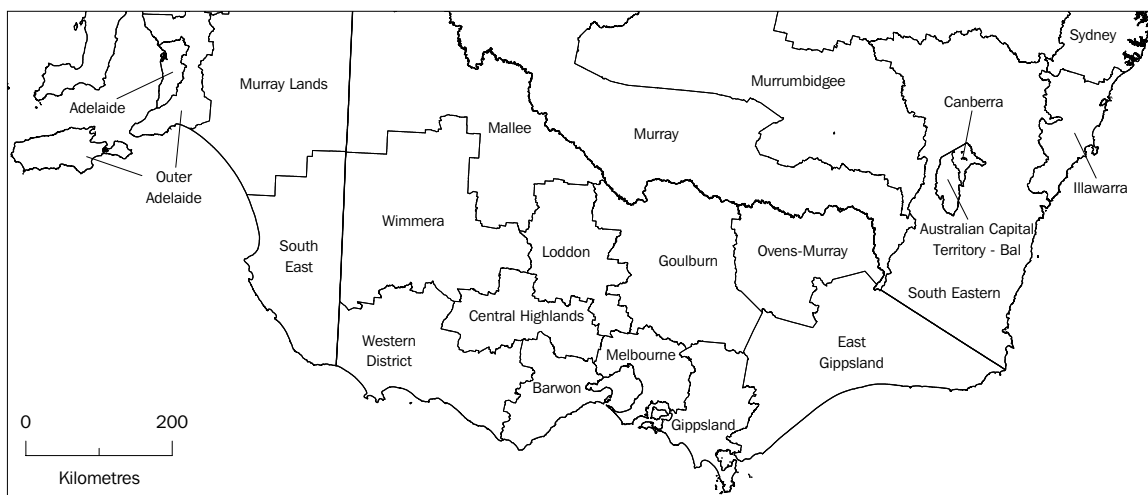 Sydney
Murray Lands
Murrumbidgee
Adelaide
Canberra
Mallee
Murray
Outer
Adelaide
Illawarra
Wimmera
Australian Capital
Territory - Bal
South
East
Loddon
Goulburn
Ovens-Murray
South Eastern
Central Highlands
Western
District
Melbourne
East
Gippsland
Barwon
Gippsland
0
200
Kilometres